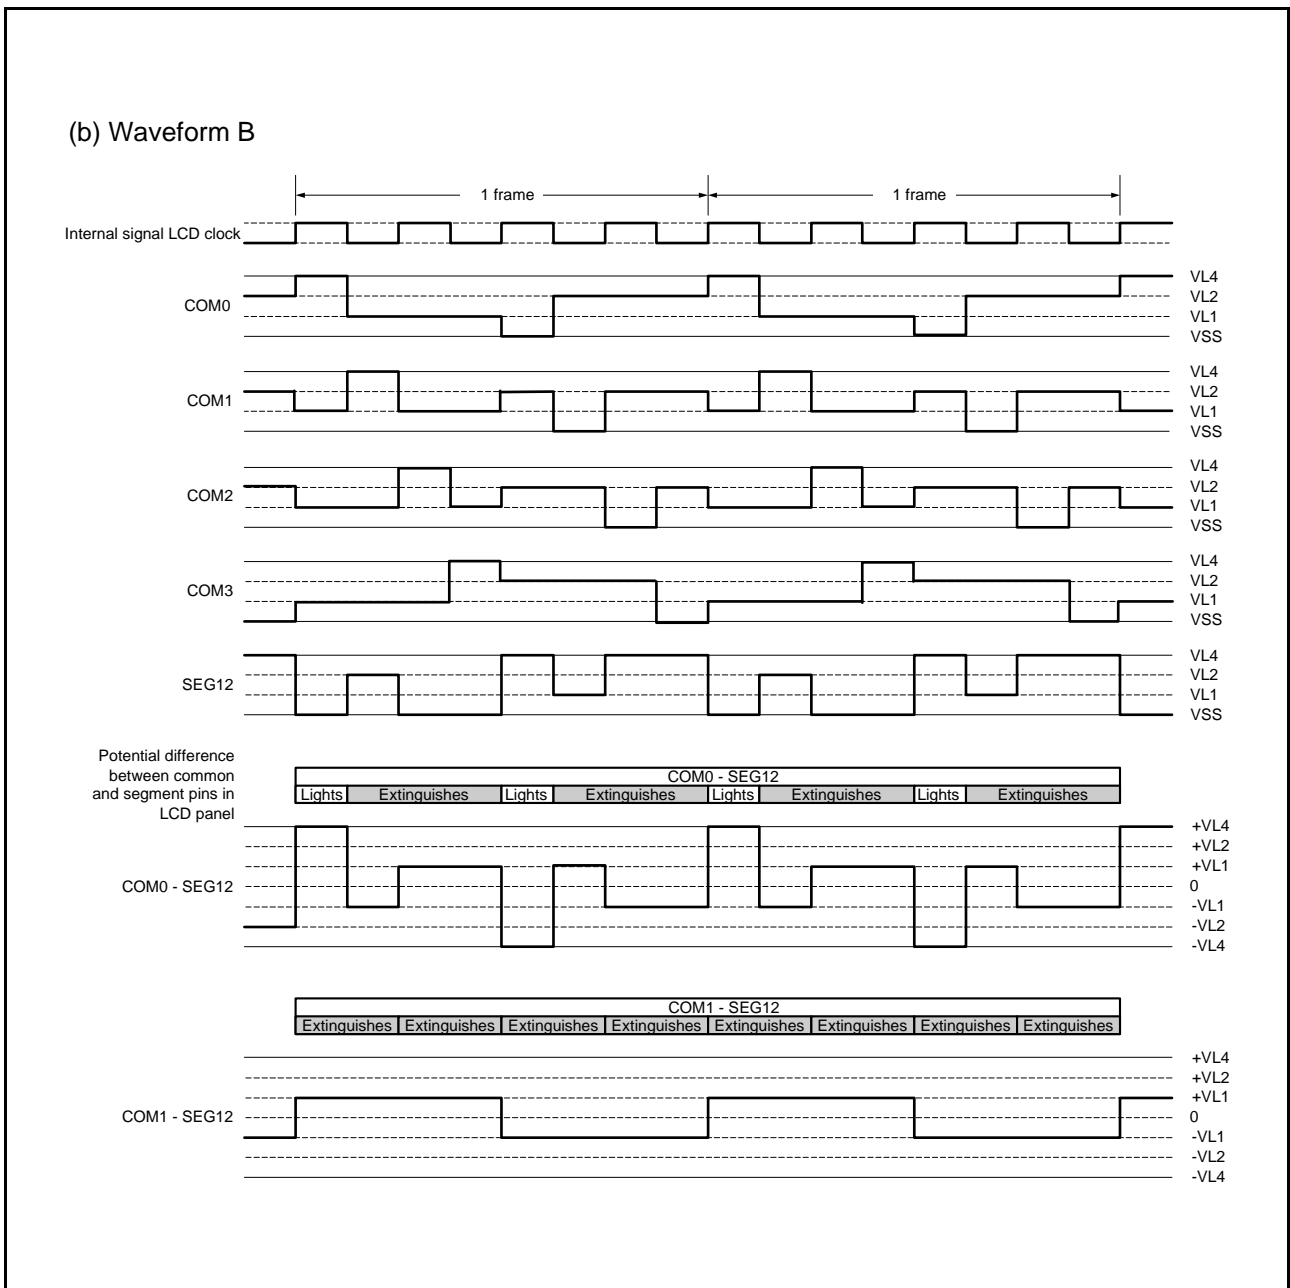 (b) Waveform B
1 frame 1 frame
Internal signal LCD clock
VL4
COM0
VL2
VL1
VSS
VL4
COM1
VL2
VL1
VSS
VL4
COM2
VL2
VL1
VSS
VL4
COM3
VL2
VL1
VSS
VL4
SEG12
VL2
VL1
VSS
Potential difference
between common
and segment pins in
LCD panel
COM0 - SEG12
Lights Extinguishes Lights Extinguishes Lights Extinguishes Lights Extinguishes
+VL4
+VL2
+VL1
COM0 - SEG12 0
-VL1
-VL2
-VL4
COM1 - SEG12
Extinguishes Extinguishes Extinguishes Extinguishes Extinguishes Extinguishes Extinguishes Extinguishes
+VL4
+VL2
+VL1
COM1 - SEG12 0
-VL1
-VL2
-VL4